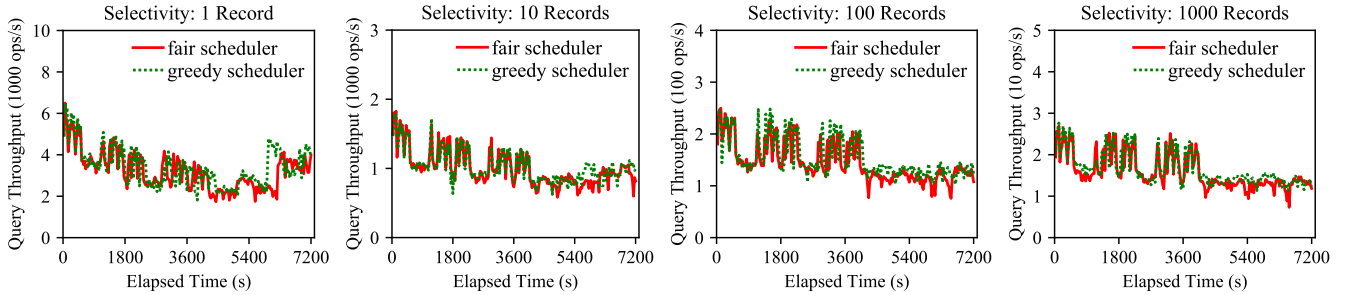 Selectivity: 1 Record
Query Throughput (1000 ops/s)
10
8
6
4
2
0
fair scheduler
greedy scheduler
0 1800 3600 5400 7200
Elapsed Time (s)
Selectivity: 10 Records
Query Throughput (1000 ops/s)
3
2
1
0
fair scheduler
greedy scheduler
0 1800 3600 5400 7200
Elapsed Time (s)
Selectivity: 100 Records
Query Throughput (100 ops/s)
4
3
2
1
0
fair scheduler
greedy scheduler
0 1800 3600 5400 7200
Elapsed Time (s)
Selectivity: 1000 Records
Query Throughput (10 ops/s)
5
4
3
2
1
0
fair scheduler
greedy scheduler
0 1800 3600 5400 7200
Elapsed Time (s)